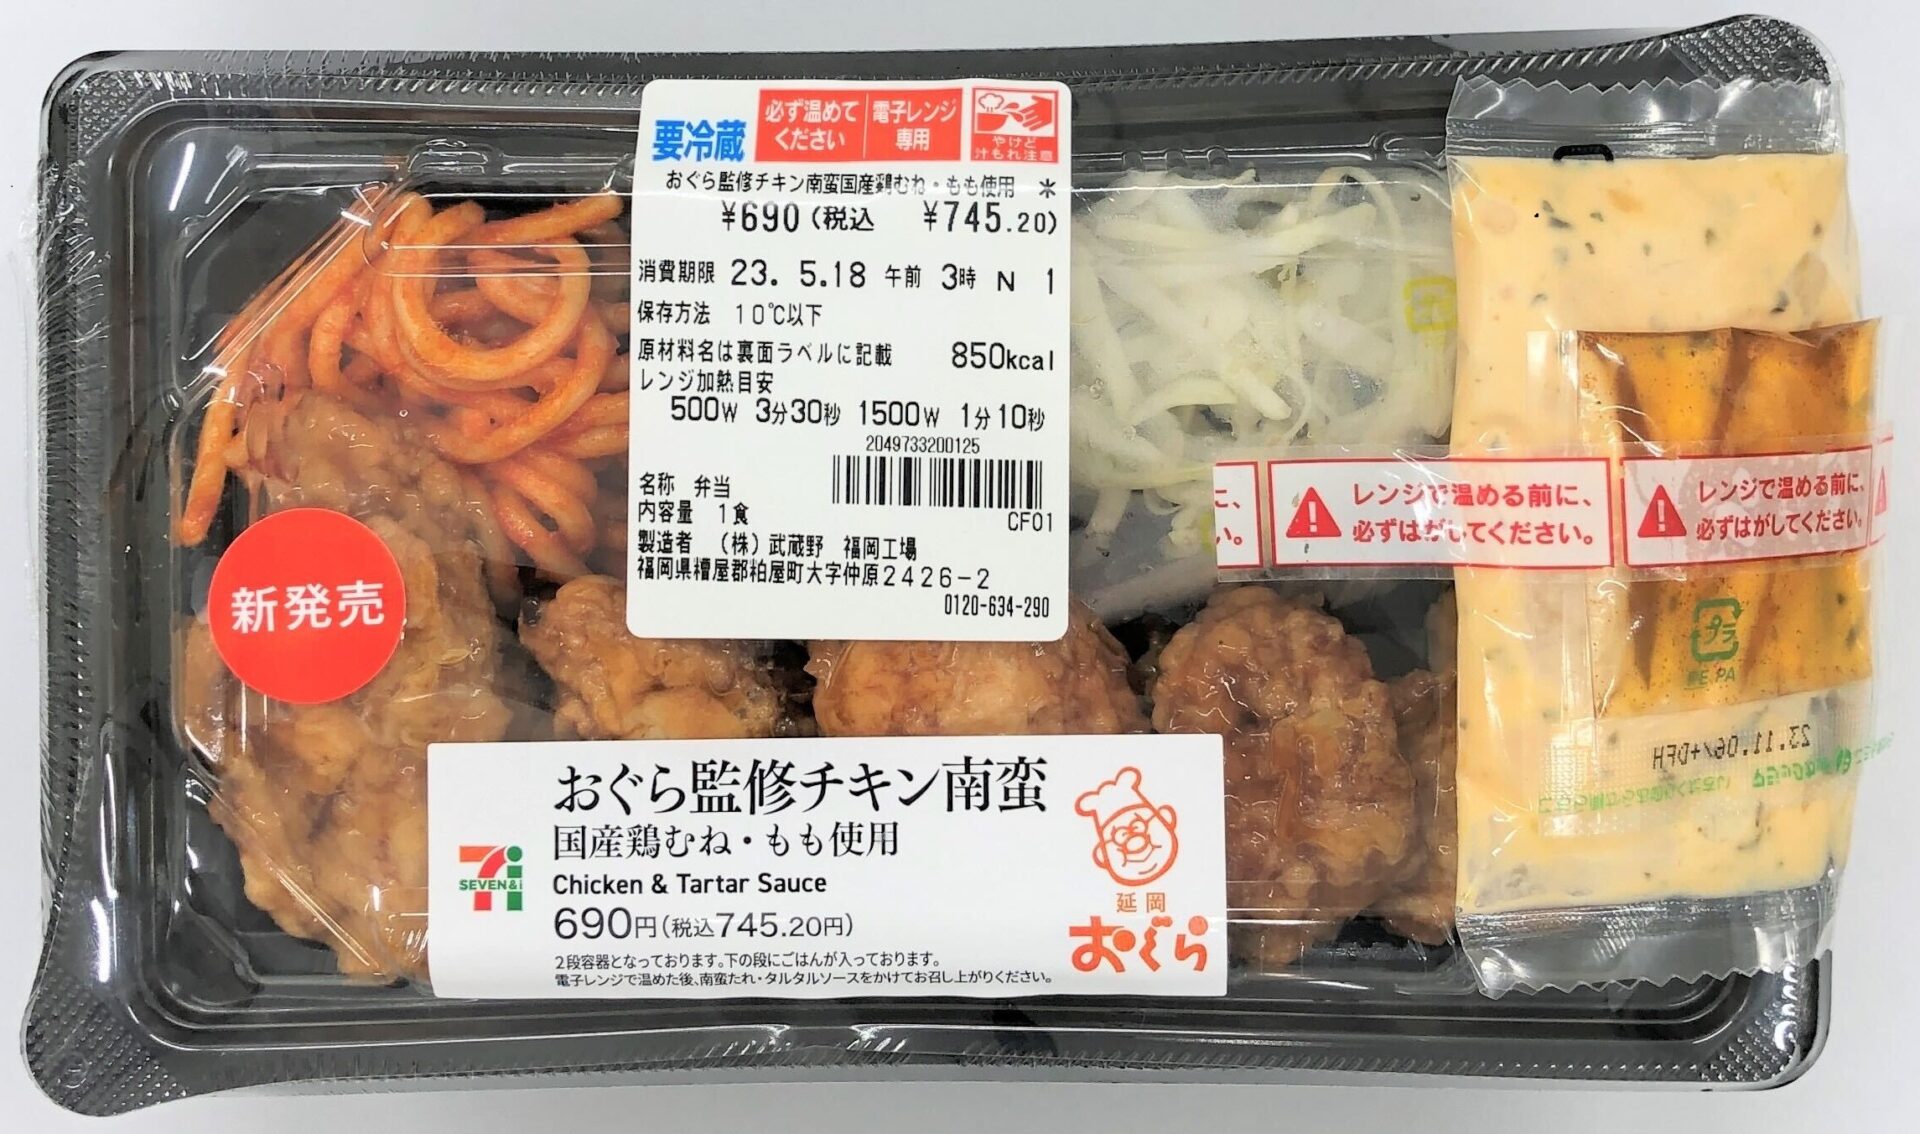 要冷蔵
必ず温めて
ください
電子レンジ
専用
やけど
汁もれ注意
おぐら監修チキン南蛮国産鶏むね・もも使用 *
¥690(税込 ¥745.20)
消費期限 23. 5.18 午前 3時 N 1
保存方法 10℃以下
原材料名は裏面ラベルに記載 850kcal
レンジ加熱目安
500W 3分30秒 1500W 1分10秒
2049733200125
CF01
名称 弁当
内容量 1食
製造者 (株)武蔵野 福岡工場
福岡県糟屋郡粕屋町大字仲原2426-2
0120-634-290
新発売
に、
い。
レンジで温める前に、
必ずはがしてください。
レンジで温める前に、
必ずはがしてください。
プラ
PE,PA
23.11.06/+DFH
おぐら監修チキン南蛮
国産鶏むね・もも使用
Chicken & Tartar Sauce
690円(税込745.20円)
2段容器となっております。下の段にごはんが入っております。
電子レンジで温めた後、南蛮たれ・タルタルソースをかけてお召し上がりください。
SEVEN&i
延岡
おぐら